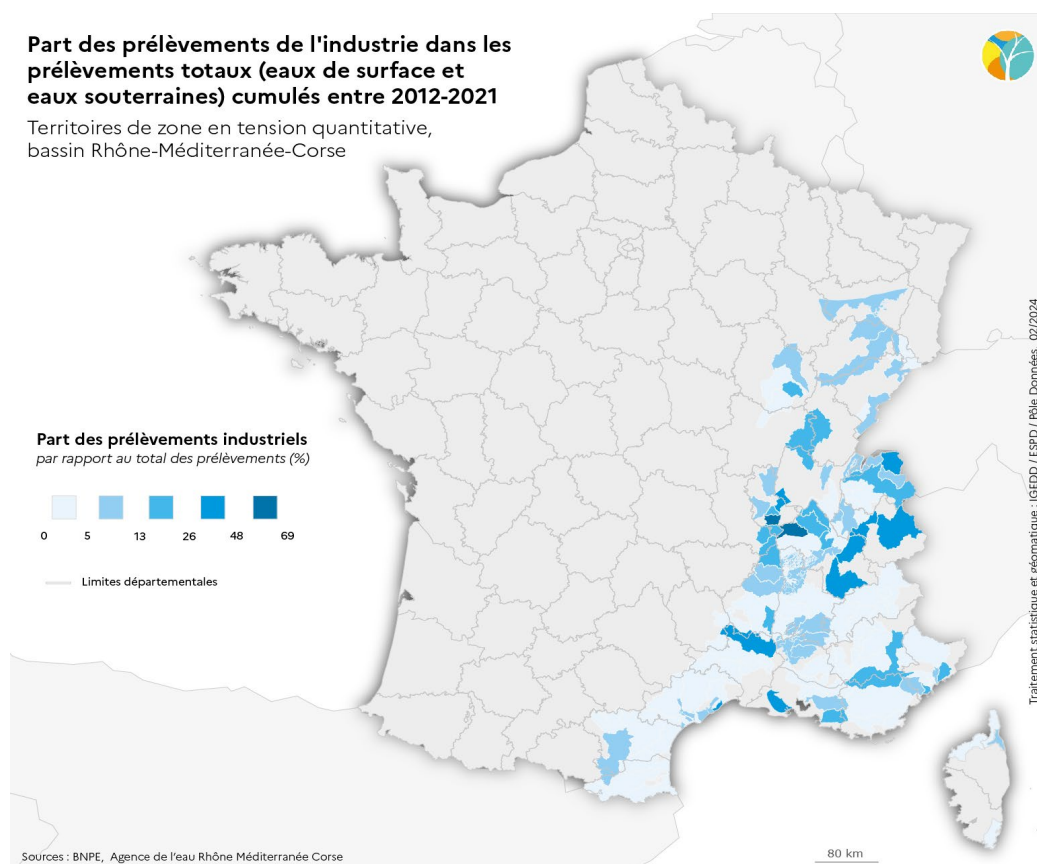 Part des prélèvements de l'industrie dans les
prélèvements totaux (eaux de surface et
eaux souterraines) cumulés entre 2012-2021
Territoires de zone en tension quantitative,
bassin Rhône-Méditerranée-Corse
Part des prélèvements industriels
par rapport au total des prélèvements (%)
0 5 13 26 48 69
Limites départementales
Traitement statistique et géomatique : IGEDD / ESPD / Pôle Données 02/2024
Sources : BNPE, Agence de l'eau Rhône Méditerranée Corse
80 km